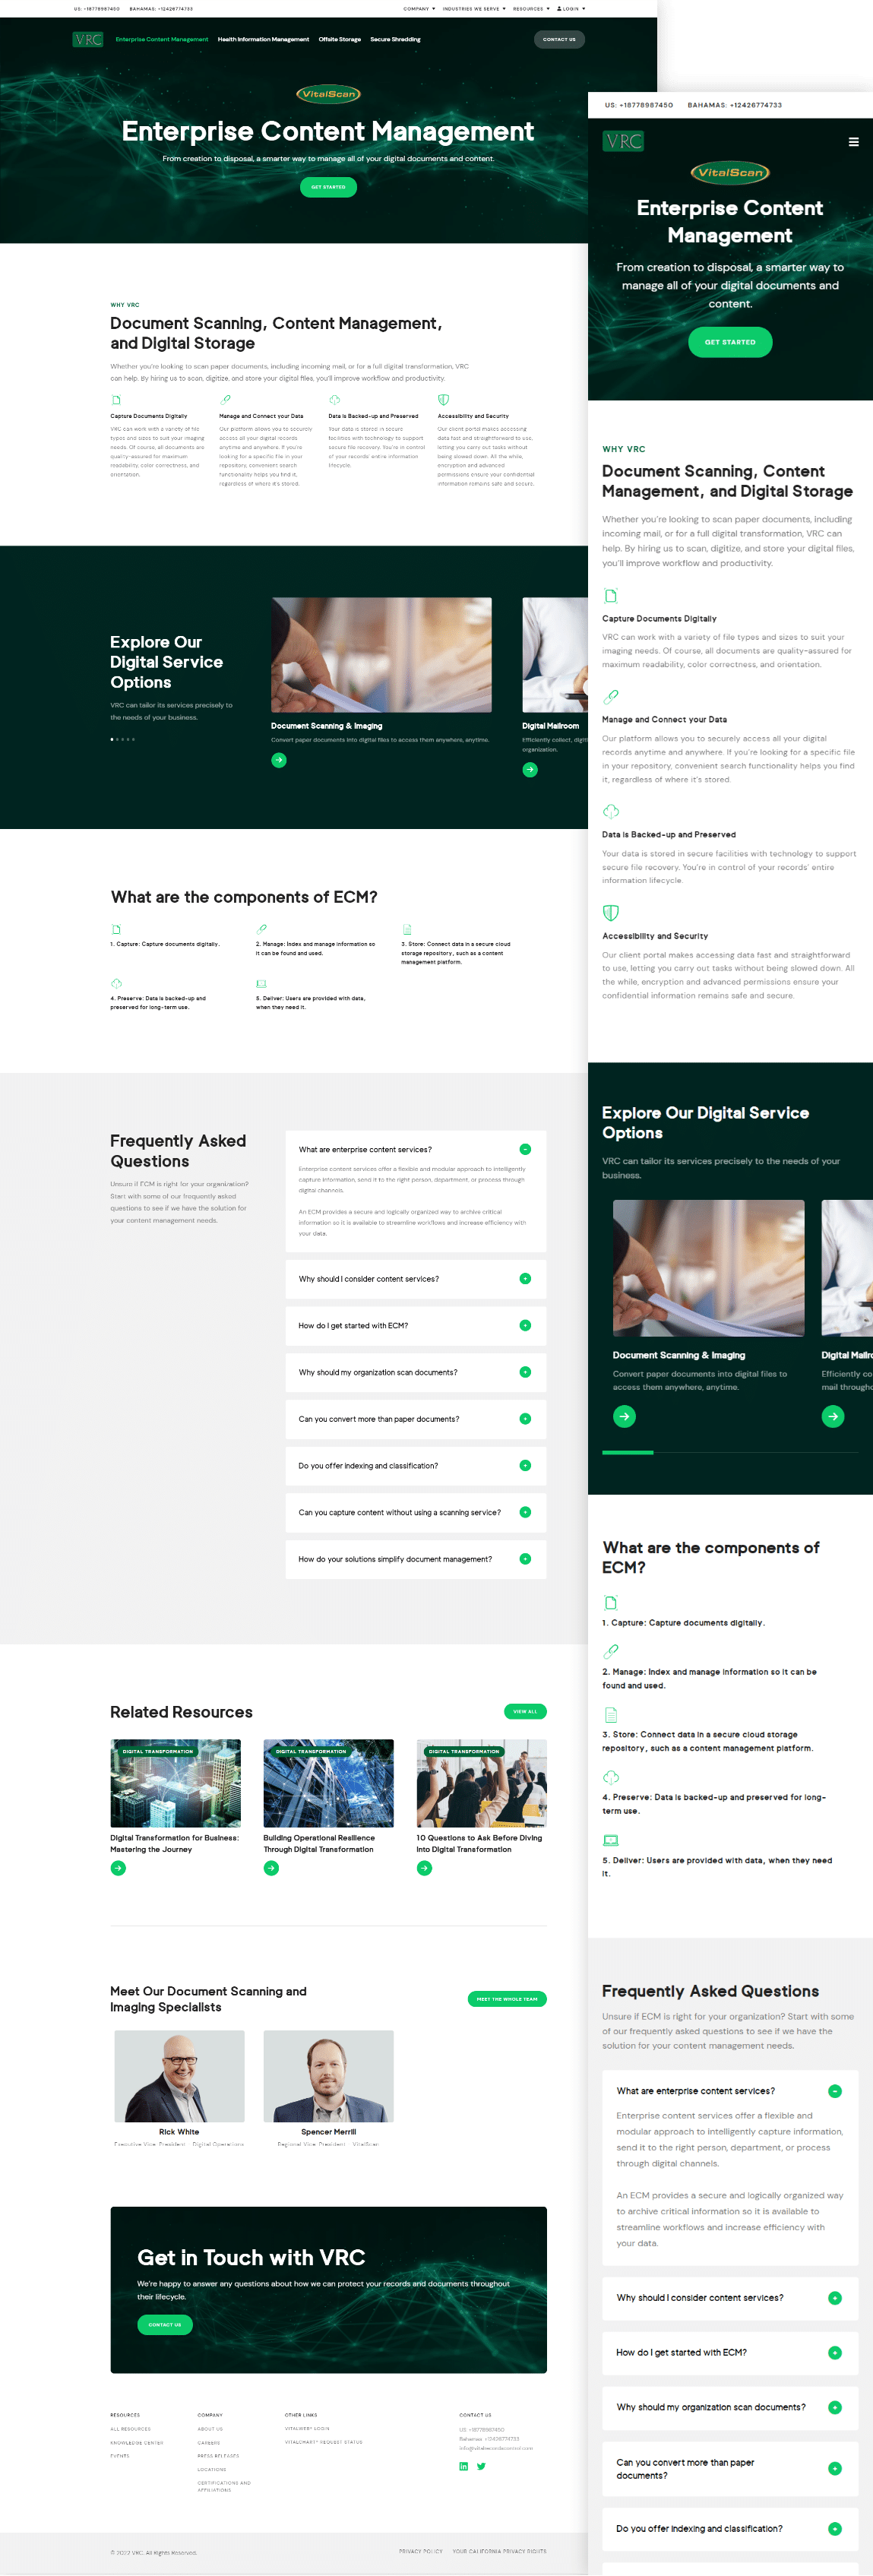 US: +18778987450 BAHAMAS: +12426774733
COMPANY INDUSTRIES WE SERVE RESOURCES LOGIN
VRC
Enterprise Content Management Health Information Management Offsite Storage Secure Shredding
CONTACT US
VitalScan
Enterprise Content Management
From creation to disposal, a smarter way to manage all of your digital documents and content.
GET STARTED
WHY VRC
Document Scanning, Content Management,
and Digital Storage
Whether you're looking to scan paper documents, including incoming mail, or for a full digital transformation, VRC
can help. By hiring us to scan, digitize, and store your digital files, you'll improve workflow and productivity.
Capture Documents Digitally
VRC can work with a variety of file
types and sizes to suit your imaging
needs. Of course, all documents are
quality-assured for maximum
readability, color correctness, and
orientation.
Manage and Connect your Data
Our platform allows you to securely
access all your digital records
anytime and anywhere. If you're
looking for a specific file in your
repository, convenient search
functionality helps you find it,
regardless of where it's stored.
Data is Backed-up and Preserved
Your data is stored in secure
facilities with technology to support
secure file recovery. You're in control
of your records' entire information
lifecycle.
Accessibility and Security
Our client portal makes accessing
data fast and straightforward to use,
letting you carry out tasks without
being slowed down. All the while,
encryption and advanced
permissions ensure your confidential
information remains safe and secure.
Explore Our
Digital Service
Options
VRC can tailor its services precisely to
the needs of your business.
Document Scanning & Imaging
Convert paper documents into digital files to access them anywhere, anytime.
Digital Mailroom
Efficiently collect, digiti
organization.
What are the components of ECM?
1. Capture: Capture documents digitally.
2. Manage: Index and manage information so
it can be found and used.
3. Store: Connect data in a secure cloud
storage repository, such as a content
management platform.
4. Preserve: Data is backed-up and
preserved for long-term use.
5. Deliver: Users are provided with data,
when they need it.
Frequently Asked
Questions
Unsure if ECM is right for your organization?
Start with some of our frequently asked
questions to see if we have the solution for
your content management needs.
What are enterprise content services?
Enterprise content services offer a flexible and modular approach to intelligently
capture information, send it to the right person, department, or process through
digital channels.
An ECM provides a secure and logically organized way to archive critical
information so it is available to streamline workflows and increase efficiency with
your data.
Why should I consider content services?
How do I get started with ECM?
Why should my organization scan documents?
Can you convert more than paper documents?
Do you offer indexing and classification?
Can you capture content without using a scanning service?
How do your solutions simplify document management?
Related Resources
VIEW ALL
DIGITAL TRANSFORMATION
Digital Transformation for Business:
Mastering the Journey
DIGITAL TRANSFORMATION
Building Operational Resilience
Through Digital Transformation
DIGITAL TRANSFORMATION
10 Questions to Ask Before Diving
into Digital Transformation
Meet Our Document Scanning and
Imaging Specialists
MEET THE WHOLE TEAM
Rick White
Executive Vice President - Digital Operations
Spencer Merrill
Regional Vice President - VitalScan
Get in Touch with VRC
We're happy to answer any questions about how we can protect your records and documents throughout
their lifecycle.
CONTACT US
RESOURCES
ALL RESOURCES
KNOWLEDGE CENTER
EVENTS
COMPANY
ABOUT US
CAREERS
PRESS RELEASES
LOCATIONS
CERTIFICATIONS AND
AFFILIATIONS
OTHER LINKS
VITALWEB® LOGIN
VITALCHART® REQUEST STATUS
CONTACT US
US: +18778987450
Bahamas: +12426774733
info@vitalrecordscontrol.com
© 2022 VRC. All Rights Reserved.
PRIVACY POLICY YOUR CALIFORNIA PRIVACY RIGHTS
US: +18778987450 BAHAMAS: +12426774733
VRC
VitalScan
Enterprise Content
Management
From creation to disposal, a smarter way to
manage all of your digital documents and
content.
GET STARTED
WHY VRC
Document Scanning, Content
Management, and Digital Storage
Whether you're looking to scan paper documents, including
incoming mail, or for a full digital transformation, VRC can
help. By hiring us to scan, digitize, and store your digital files,
you'll improve workflow and productivity.
Capture Documents Digitally
VRC can work with a variety of file types and sizes to suit your
imaging needs. Of course, all documents are quality-assured for
maximum readability, color correctness, and orientation.
Manage and Connect your Data
Our platform allows you to securely access all your digital
records anytime and anywhere. If you're looking for a specific file
in your repository, convenient search functionality helps you find
it, regardless of where it's stored.
Data is Backed-up and Preserved
Your data is stored in secure facilities with technology to support
secure file recovery. You're in control of your records' entire
information lifecycle.
Accessibility and Security
Our client portal makes accessing data fast and straightforward
to use, letting you carry out tasks without being slowed down. All
the while, encryption and advanced permissions ensure your
confidential information remains safe and secure.
Explore Our Digital Service
Options
VRC can tailor its services precisely to the needs of your
business.
Document Scanning & Imaging
Convert paper documents into digital files to
access them anywhere, anytime.
Digital Mailro
Efficiently co
mail through
What are the components of
ECM?
1. Capture: Capture documents digitally.
2. Manage: Index and manage information so it can be
found and used.
3. Store: Connect data in a secure cloud storage
repository, such as a content management platform.
4. Preserve: Data is backed-up and preserved for long-
term use.
5. Deliver: Users are provided with data, when they need
it.
Frequently Asked Questions
Unsure if ECM is right for your organization? Start with some
of our frequently asked questions to see if we have the
solution for your content management needs.
What are enterprise content services?
Enterprise content services offer a flexible and
modular approach to intelligently capture information,
send it to the right person, department, or process
through digital channels.
An ECM provides a secure and logically organized way
to archive critical information so it is available to
streamline workflows and increase efficiency with
your data.
Why should I consider content services?
How do I get started with ECM?
Why should my organization scan documents?
Can you convert more than paper
documents?
Do you offer indexing and classification?